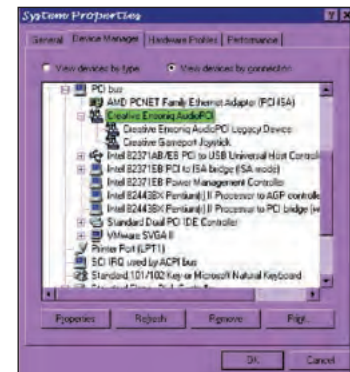 System Properties
General Device Manager Hardware Profiles Performance
View devices by type View devices by connection
PCI bus
AMD PCNET Family Ethernet Adapter (PCI/ISA)
Creative Ensoniq AudioPCI
Creative Ensoniq AudioPCI Legacy Device
Creative Gameport Joystick
Intel 82371AB/EB PCI to USB Universal Host Controll
Intel 82371EB PCI to ISA bridge (ISA mode)
Intel 82371EB Power Management Controller
Intel 82443BX Pentium(r) II Processor to AGP controlle
Intel 82443BX Pentium(r) II Processor to PCI bridge (w
Standard Dual PCI IDE Controller
VMware SVGA II
Printer Port (LPT1)
SCI IRQ used by ACPI bus
Standard 101/102-Key or Microsoft Natural Keyboard
Properties Refresh Remove Print...
OK Cancel